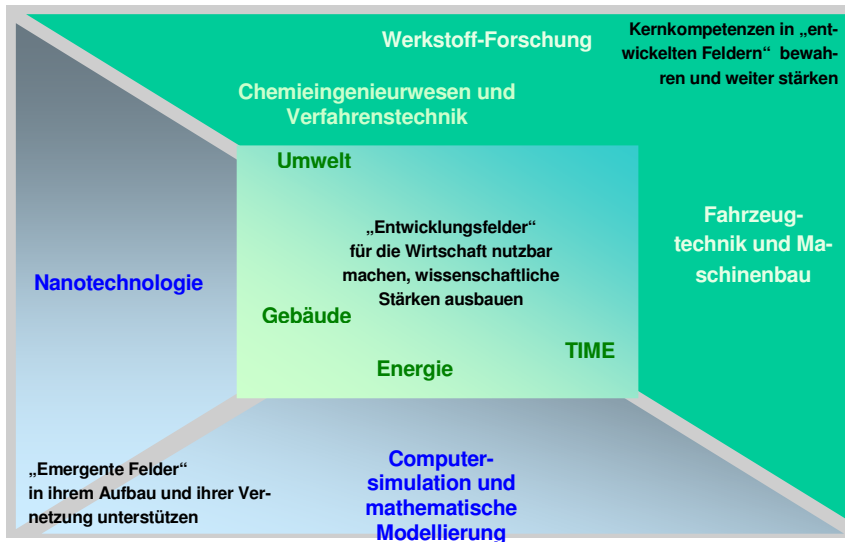 Werkstoff-Forschung
Kernkompetenzen in „ent-
wickelten Feldern“ bewah-
ren und weiter stärken
Chemieingenieurwesen und
Verfahrenstechnik
Umwelt
„Entwicklungsfelder“
für die Wirtschaft nutzbar
machen, wissenschaftliche
Stärken ausbauen
Fahrzeug-
technik und Ma-
schinenbau
Nanotechnologie
Gebäude
TIME
Energie
„Emergente Felder“
in ihrem Aufbau und ihrer Ver-
netzung unterstützen
Computer-
simulation und
mathematische
Modellierung